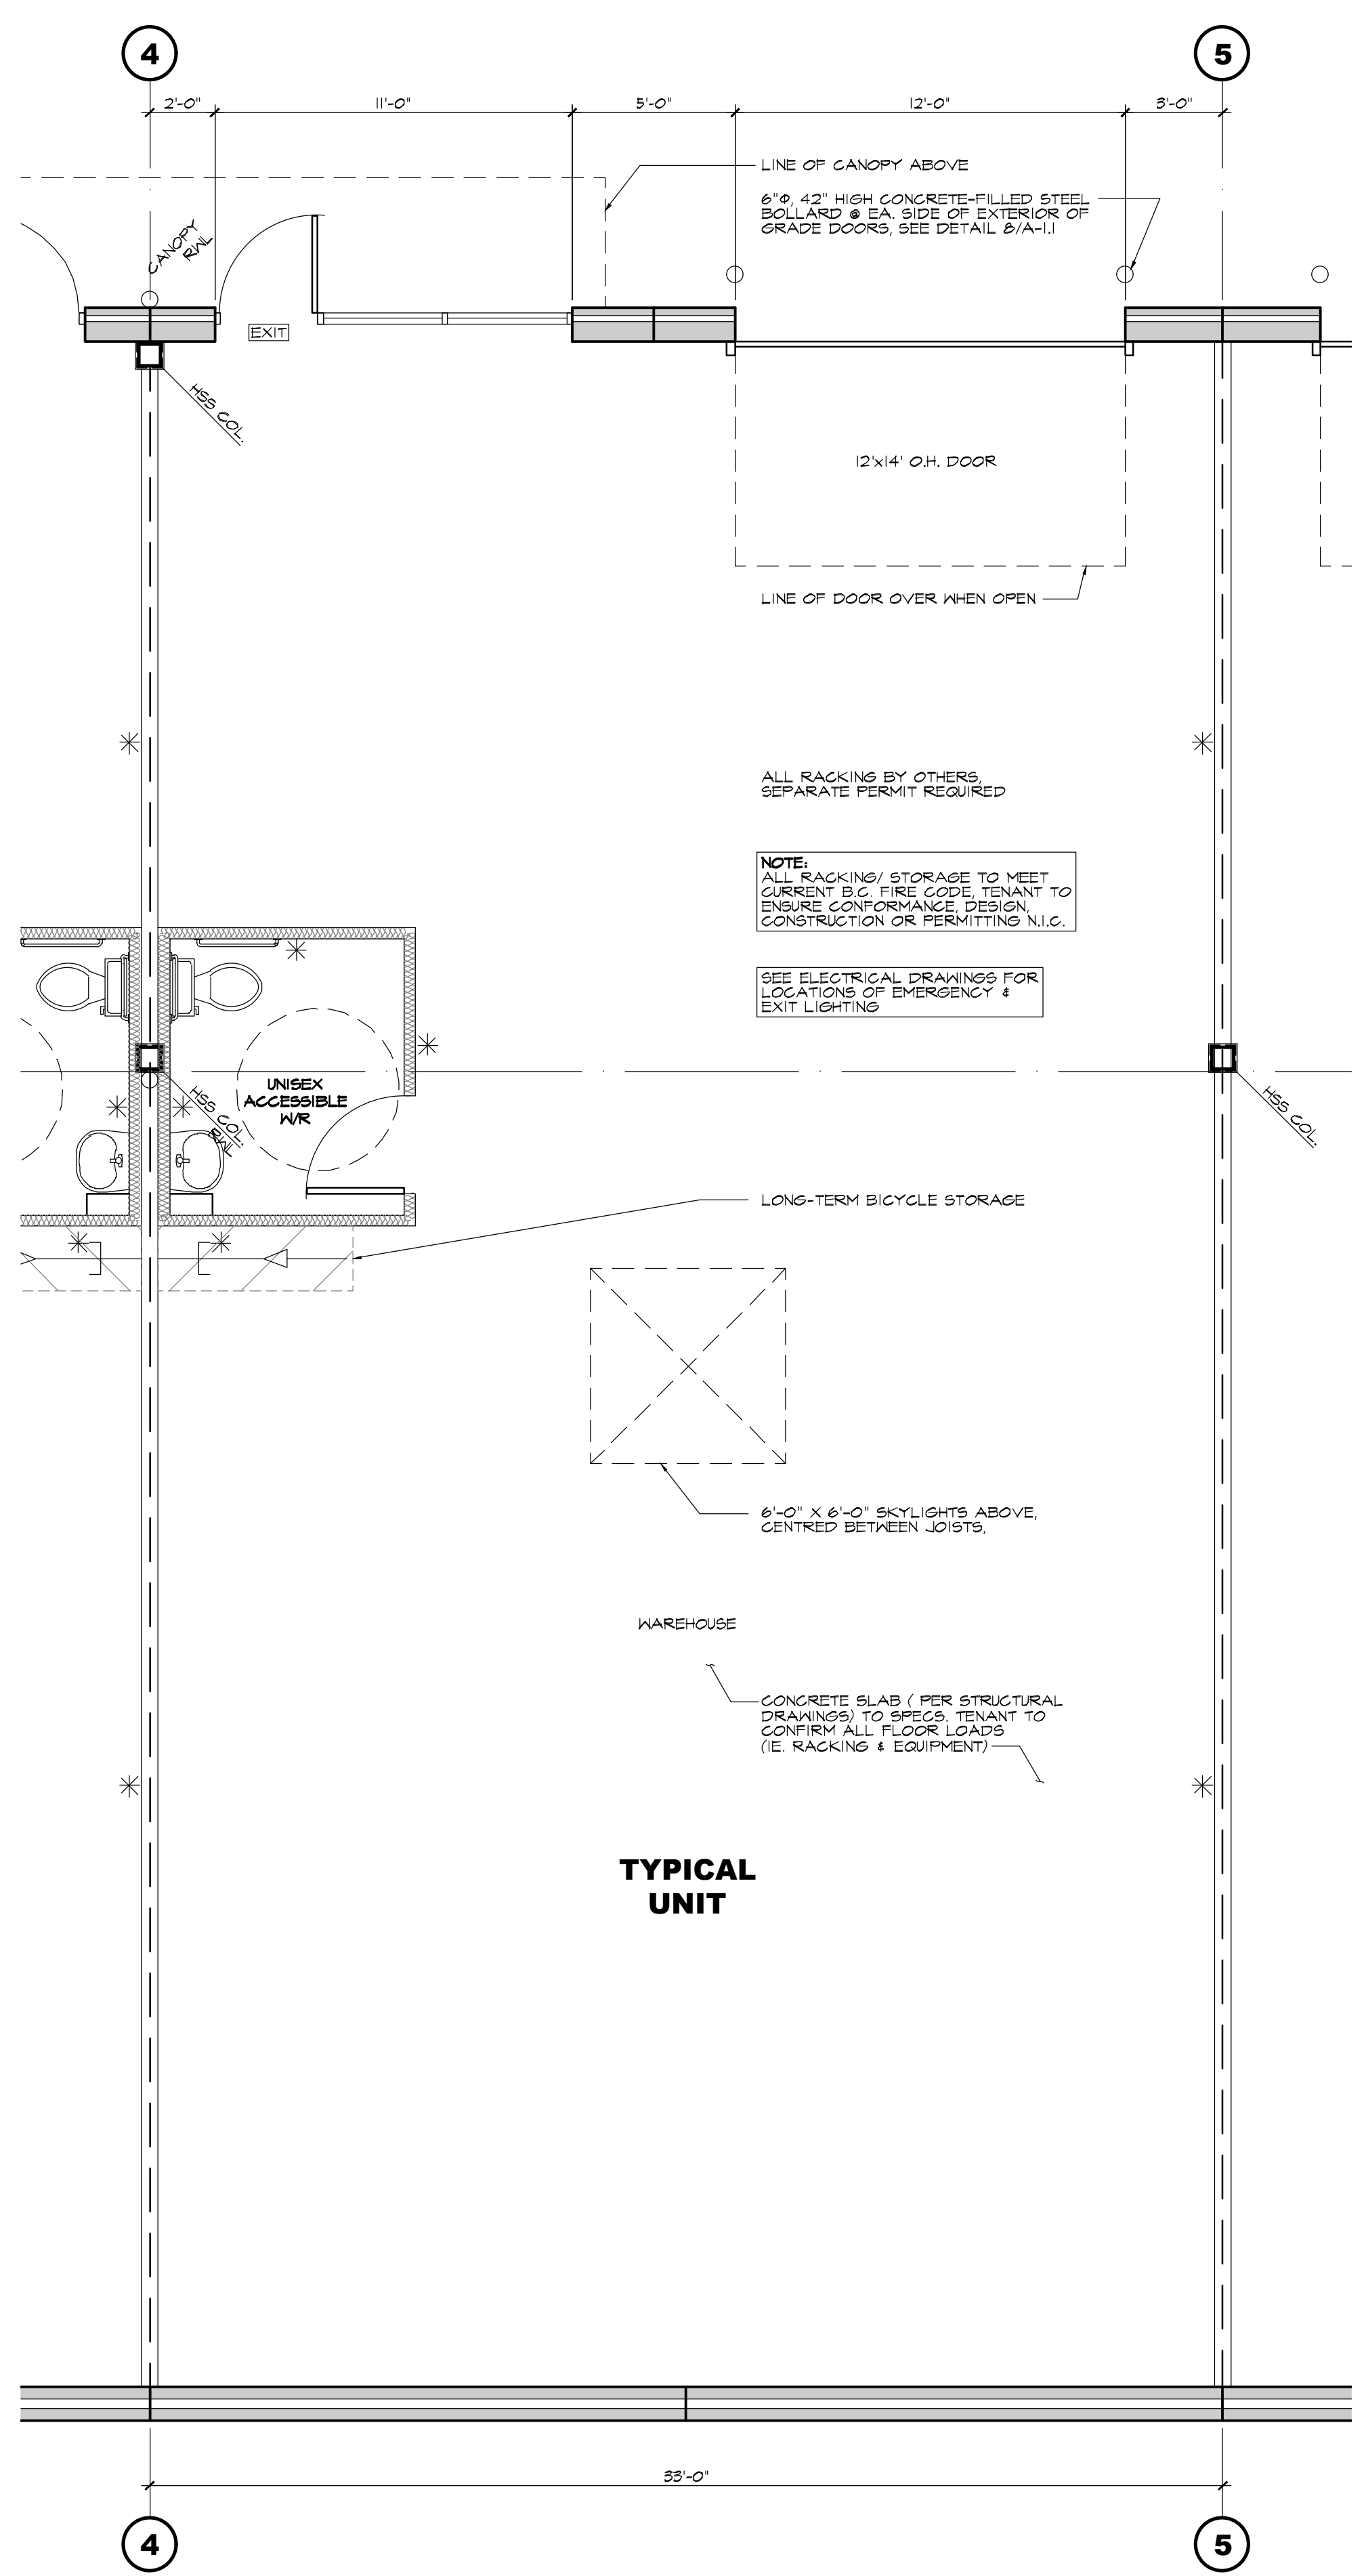 4
5
2'-0"
11'-0"
5'-0"
12'-0"
3'-0"
LINE OF CANOPY ABOVE
6"Φ, 42" HIGH CONCRETE-FILLED STEEL
BOLLARD @ EA. SIDE OF EXTERIOR OF
GRADE DOORS, SEE DETAIL 8/A-1.1
CANOPY
RWL
EXIT
HSS COL.
12'x14' O.H. DOOR
LINE OF DOOR OVER WHEN OPEN
ALL RACKING BY OTHERS,
SEPARATE PERMIT REQUIRED
NOTE:
ALL RACKING/ STORAGE TO MEET
CURRENT B.C. FIRE CODE, TENANT TO
ENSURE CONFORMANCE, DESIGN,
CONSTRUCTION OR PERMITTING N.I.C.
SEE ELECTRICAL DRAWINGS FOR
LOCATIONS OF EMERGENCY &
EXIT LIGHTING
UNISEX
ACCESSIBLE
W/R
HSS COL.
RWL
HSS COL.
LONG-TERM BICYCLE STORAGE
6'-0" X 6'-0" SKYLIGHTS ABOVE,
CENTRED BETWEEN JOISTS,
WAREHOUSE
CONCRETE SLAB ( PER STRUCTURAL
DRAWINGS) TO SPECS. TENANT TO
CONFIRM ALL FLOOR LOADS
(IE. RACKING & EQUIPMENT)
TYPICAL
UNIT
33'-0"
4
5